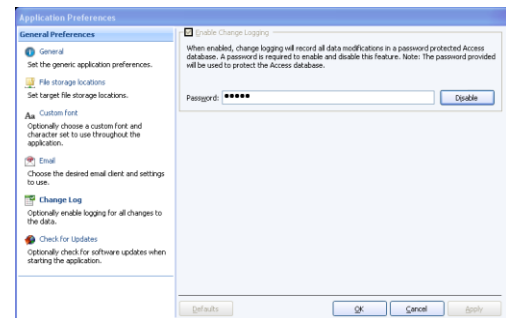 Application Preferences
General Preferences
General
Set the generic application preferences.
File storage locations
Set target file storage locations.
Custom font
Optionally choose a custom font and
character set to use throughout the
application.
Email
Choose the desired email client and settings
to use.
Change Log
Optionally enable logging for all changes to
the data.
Check for Updates
Optionally check for software updates when
starting the application.
Enable Change Logging
When enabled, change logging will record all data modifications in a password protected Access
database. A password is required to enable and disable this feature. Note: The password provided
will be used to protect the Access database.
Password: ●●●●● Disable
Defaults OK Cancel Apply